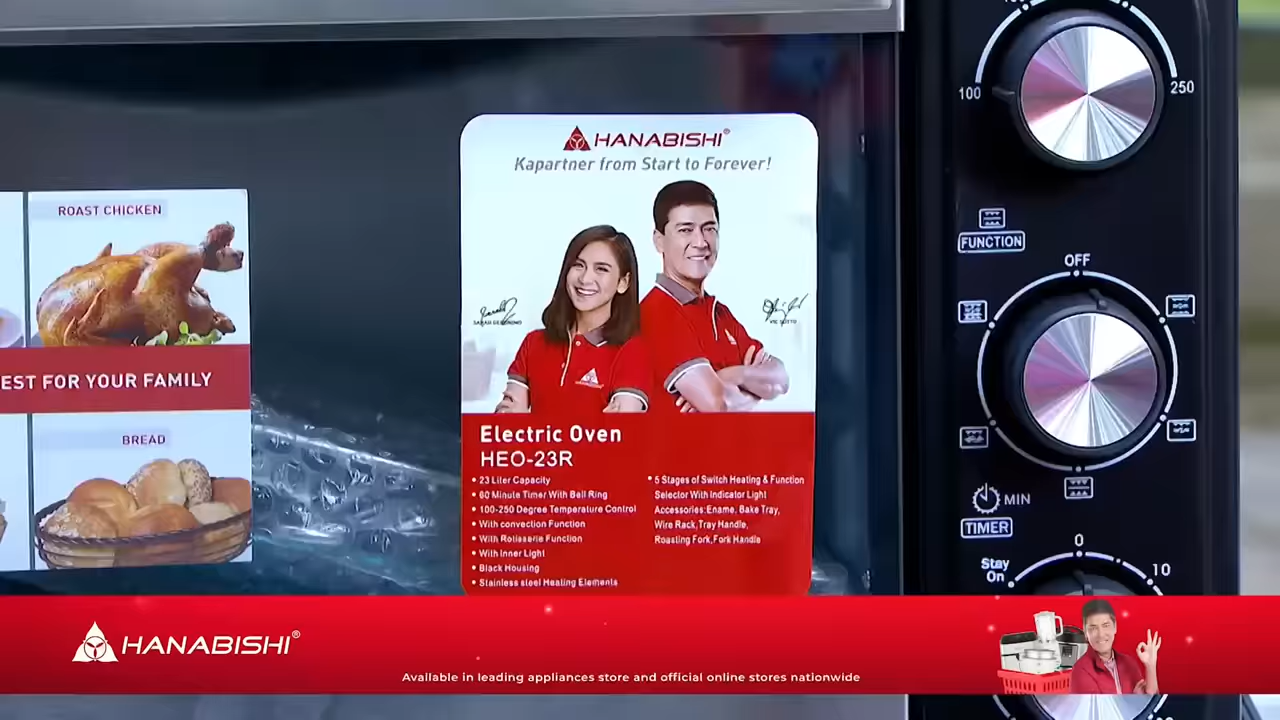 ROAST CHICKEN
EST FOR YOUR FAMILY
BREAD
HANABISHI®
Kapartner from Start to Forever!
SARAH GERONIMO
VIC SOTTO
Electric Oven
HEO-23R
• 23 Liter Capacity
• 60 Minute Timer With Bell Ring
• 100-250 Degree Temperature Control
• With convection Function
• With Rotisserie Function
• With Inner Light
• Black Housing
• Stainless steel Heating Elements
• 5 Stages of Switch Heating & Function
Selector With Indicator Light
Accessories:Ename. Bake Tray,
Wire Rack,Tray Handle,
Roasting Fork,Fork Handle
100
250
FUNCTION
OFF
MIN
TIMER
0
Stay
On
10
HANABISHI®
Available in leading appliances store and official online stores nationwide